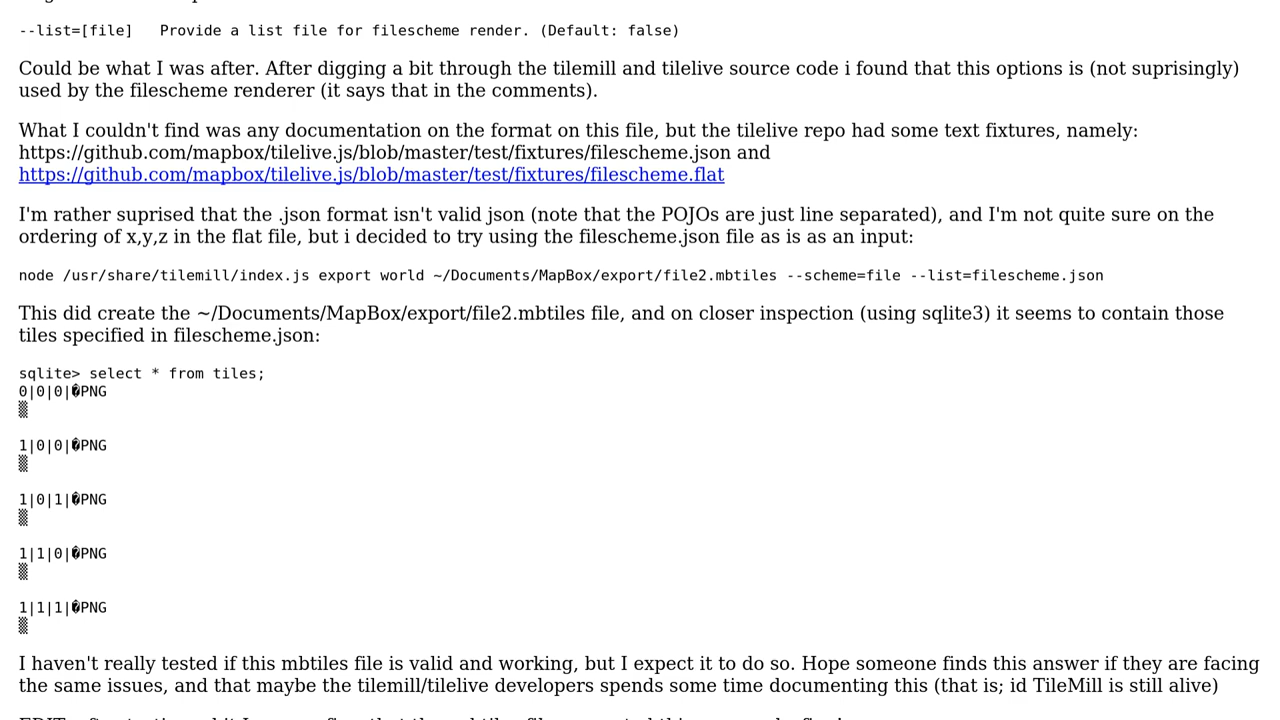 --list=[file]   Provide a list file for filescheme render. (Default: false)
Could be what I was after. After digging a bit through the tilemill and tilelive source code i found that this options is (not suprisingly)
used by the filescheme renderer (it says that in the comments).
What I couldn't find was any documentation on the format on this file, but the tilelive repo had some text fixtures, namely:
https://github.com/mapbox/tilelive.js/blob/master/test/fixtures/filescheme.json and
https://github.com/mapbox/tilelive.js/blob/master/test/fixtures/filescheme.flat
I'm rather suprised that the .json format isn't valid json (note that the POJOs are just line separated), and I'm not quite sure on the
ordering of x,y,z in the flat file, but i decided to try using the filescheme.json file as is as an input:
node /usr/share/tilemill/index.js export world ~/Documents/MapBox/export/file2.mbtiles --scheme=file --list=filescheme.json
This did create the ~/Documents/MapBox/export/file2.mbtiles file, and on closer inspection (using sqlite3) it seems to contain those
tiles specified in filescheme.json:
sqlite> select * from tiles;
0|0|0|�PNG
▒
1|0|0|�PNG
▒
1|0|1|�PNG
▒
1|1|0|�PNG
▒
1|1|1|�PNG
▒
I haven't really tested if this mbtiles file is valid and working, but I expect it to do so. Hope someone finds this answer if they are facing
the same issues, and that maybe the tilemill/tilelive developers spends some time documenting this (that is; id TileMill is still alive)